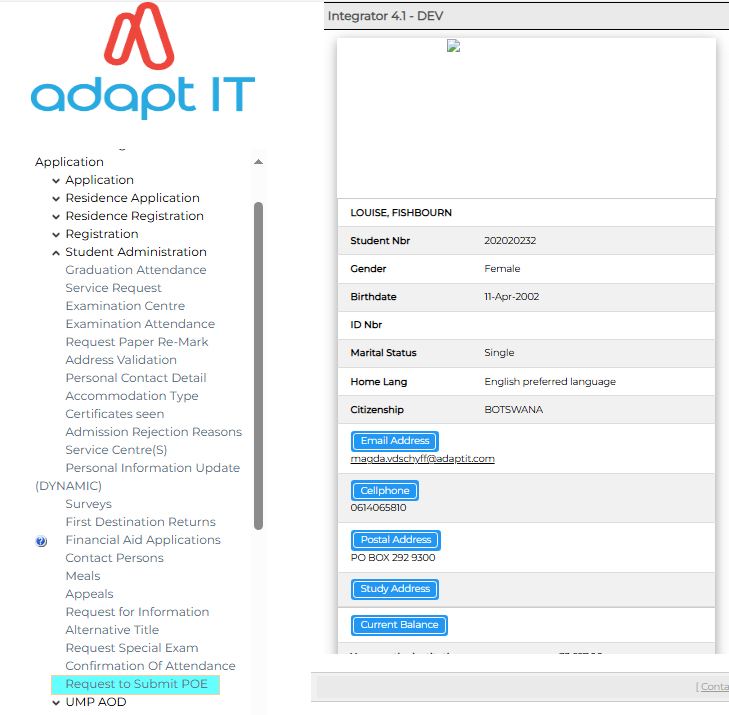 adapt IT
Application
Application
Residence Application
Residence Registration
Registration
Student Administration
Graduation Attendance
Service Request
Examination Centre
Examination Attendance
Request Paper Re-Mark
Address Validation
Personal Contact Detail
Accommodation Type
Certificates seen
Admission Rejection Reasons
Service Centre(S)
Personal Information Update
(DYNAMIC)
Surveys
First Destination Returns
Financial Aid Applications
Contact Persons
Meals
Appeals
Request for Information
Alternative Title
Request Special Exam
Confirmation Of Attendance
Request to Submit POE
UMP AOD
Integrator 4.1 - DEV
LOUISE, FISHBOURN
Student Nbr 202020232
Gender Female
Birthdate 11-Apr-2002
ID Nbr
Marital Status Single
Home Lang English preferred language
Citizenship BOTSWANA
Email Address
magda.vdschyff@adaptit.com
Cellphone
0614065810
Postal Address
PO BOX 292 9300
Study Address
Current Balance
[ Conta